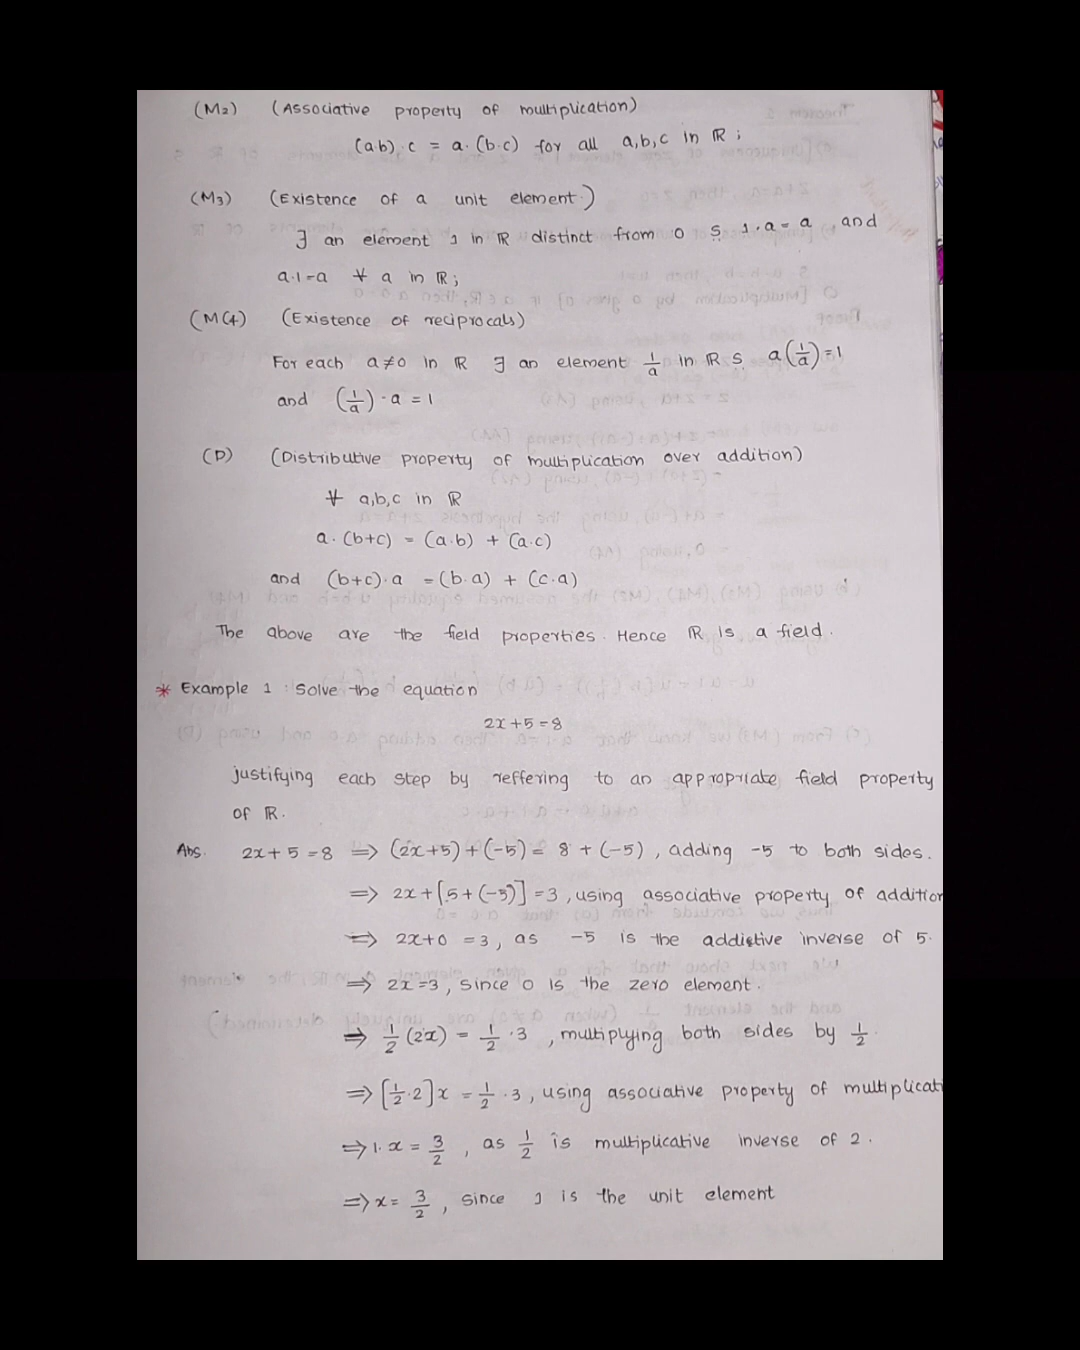 (M2) (Associative property of multiplication)
(a.b).c = a.(b.c) for all a,b,c in ℝ;
(M3) (Existence of a unit element.)
∃ an element 1 in ℝ distinct from 0 S 1.a = a and
a.1=a ∀ a in ℝ;
(M(4) (Existence of reciprocals)
For each a≠0 in ℝ ∃ an element 1/a in ℝ S a(1/a)=1
and (1/a).a = 1
(D) (Distributive property of multiplication over addition)
∀ a,b,c in ℝ
a.(b+c) = (a.b) + (a.c)
and (b+c).a = (b.a) + (c.a)
The above are the field properties. Hence ℝ is a field.
* Example 1 : Solve the equation
2x+5=8
justifying each step by reffering to an appropriate field property
of ℝ.
Abs. 2x+5=8 ⇒ (2x+5)+(-5) = 8+(-5), adding -5 to both sides.
⇒ 2x+[5+(-5)]=3, using associative property of addition
⇒ 2x+0 =3, as -5 is the addictive inverse of 5.
⇒ 2x=3, since 0 is the zero element.
⇒ 1/2 (2x) = 1/2 .3, multiplying both sides by 1/2.
⇒ [1/2.2]x = 1/2 .3, using associative property of multiplicati
⇒ 1.x = 3/2, as 1/2 is multiplicative inverse of 2.
⇒ x= 3/2, since 1 is the unit element